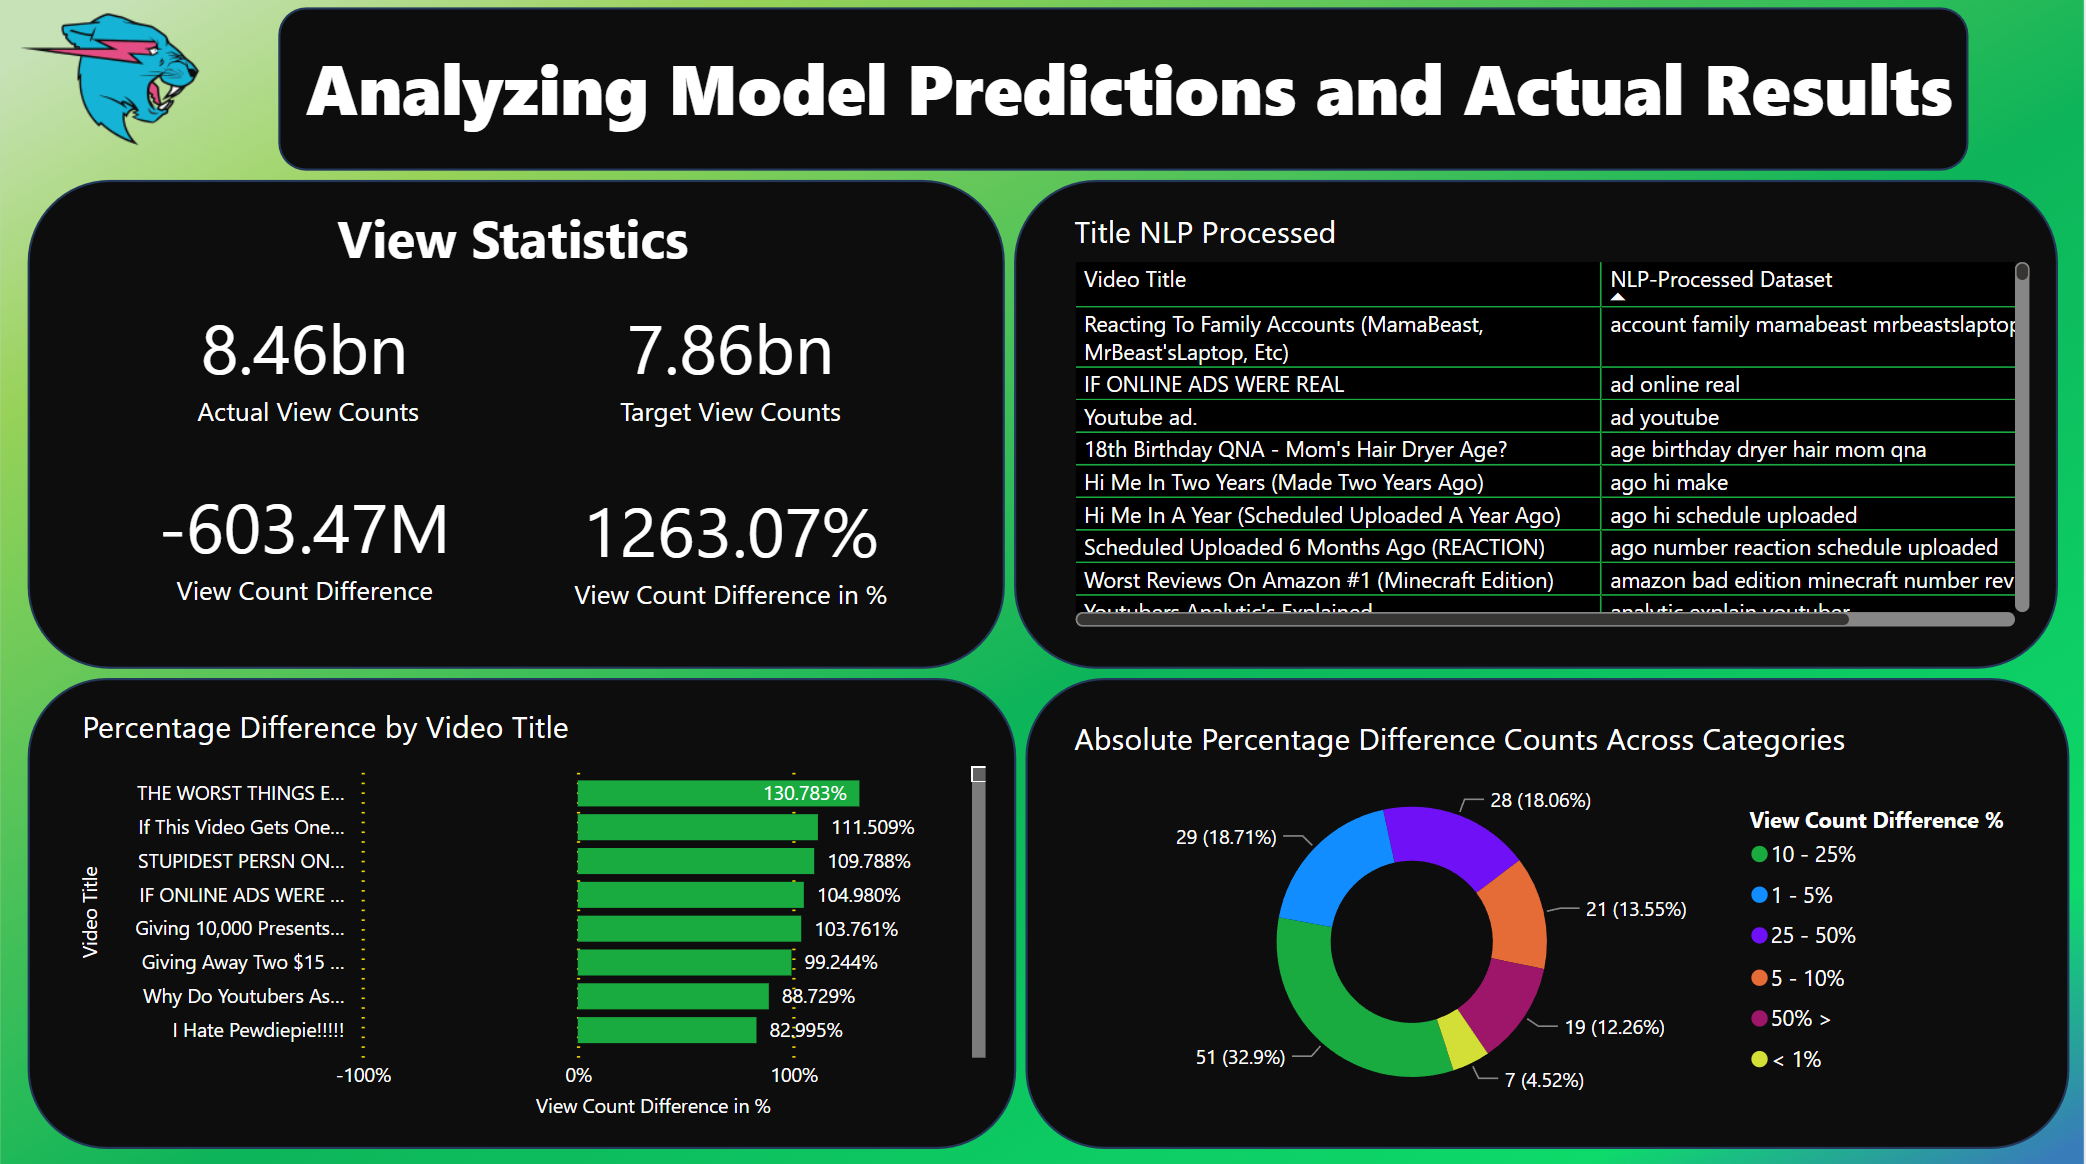 Analyzing Model Predictions and Actual Results
View Statistics
8.46bn
Actual View Counts
7.86bn
Target View Counts
-603.47M
View Count Difference
1263.07%
View Count Difference in %
Title NLP Processed
Video Title
NLP-Processed Dataset
Reacting To Family Accounts (MamaBeast,
MrBeast'sLaptop, Etc)
account family mamabeast mrbeastslaptop
IF ONLINE ADS WERE REAL
ad online real
Youtube ad.
ad youtube
18th Birthday QNA - Mom's Hair Dryer Age?
age birthday dryer hair mom qna
Hi Me In Two Years (Made Two Years Ago)
ago hi make
Hi Me In A Year (Scheduled Uploaded A Year Ago)
ago hi schedule uploaded
Scheduled Uploaded 6 Months Ago (REACTION)
ago number reaction schedule uploaded
Worst Reviews On Amazon #1 (Minecraft Edition)
amazon bad edition minecraft number rev
Youtubers Analytic's Explained
analytic explain youtuber
Percentage Difference by Video Title
Video Title
THE WORST THINGS E...
130.783%
If This Video Gets One...
111.509%
STUPIDEST PERSN ON...
109.788%
IF ONLINE ADS WERE ...
104.980%
Giving 10,000 Presents...
103.761%
Giving Away Two $15 ...
99.244%
Why Do Youtubers As...
88.729%
I Hate Pewdiepie!!!!!
82.995%
-100%
0%
100%
View Count Difference in %
Absolute Percentage Difference Counts Across Categories
28 (18.06%)
29 (18.71%)
21 (13.55%)
19 (12.26%)
51 (32.9%)
7 (4.52%)
View Count Difference %
10 - 25%
1 - 5%
25 - 50%
5 - 10%
50% >
< 1%